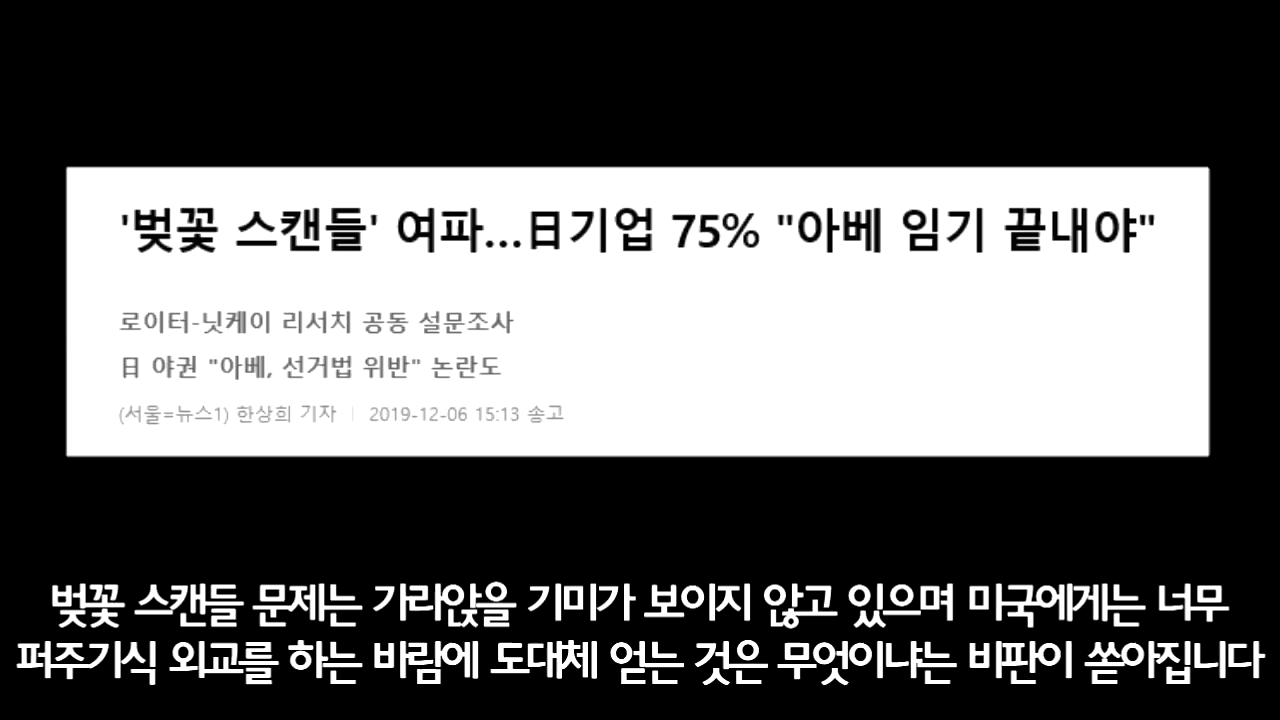 '벚꽃 스캔들' 여파...日기업 75% "아베 임기 끝내야"
로이터-닛케이 리서치 공동 설문조사
日 야권 "아베, 선거법 위반" 논란도
(서울=뉴스1) 한상희 기자 | 2019-12-06 15:13 송고
벚꽃 스캔들 문제는 가라앉을 기미가 보이지 않고 있으며 미국에게는 너무
퍼주기식 외교를 하는 바람에 도대체 얻는 것은 무엇이냐는 비판이 쏟아집니다